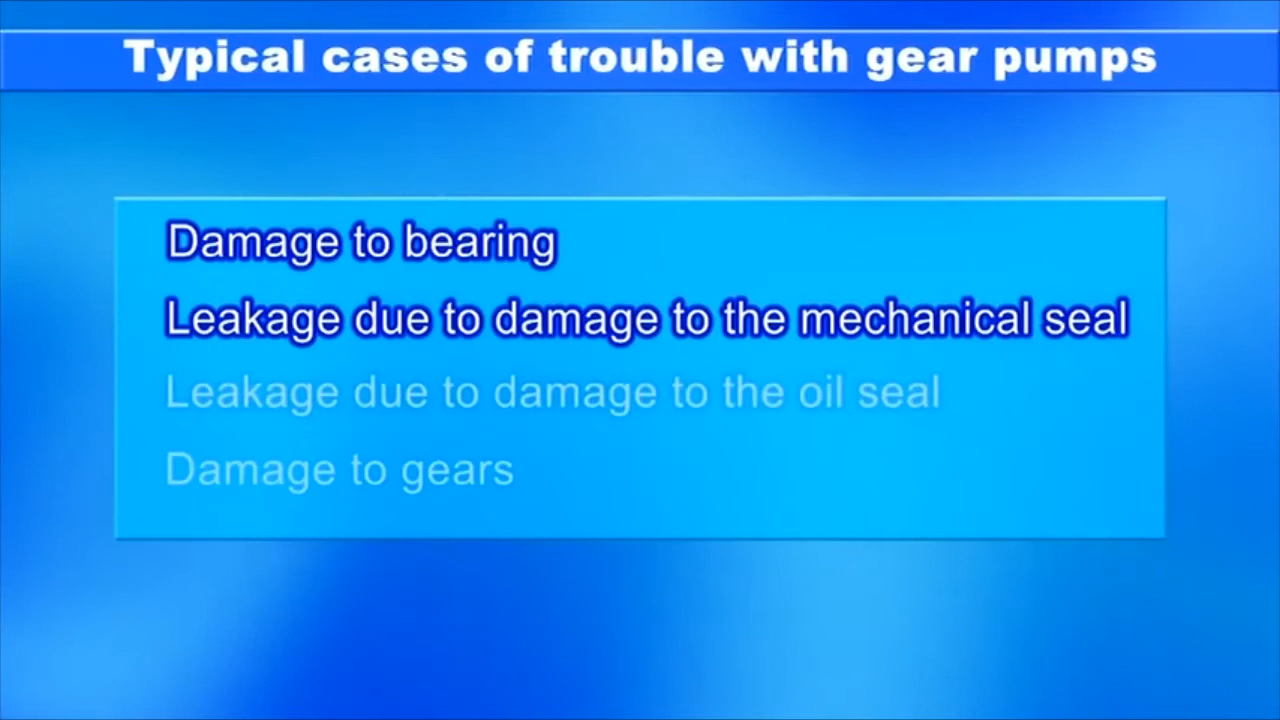 Typical cases of trouble with gear pumps
Damage to bearing
Leakage due to damage to the mechanical seal
Leakage due to damage to the oil seal
Damage to gears